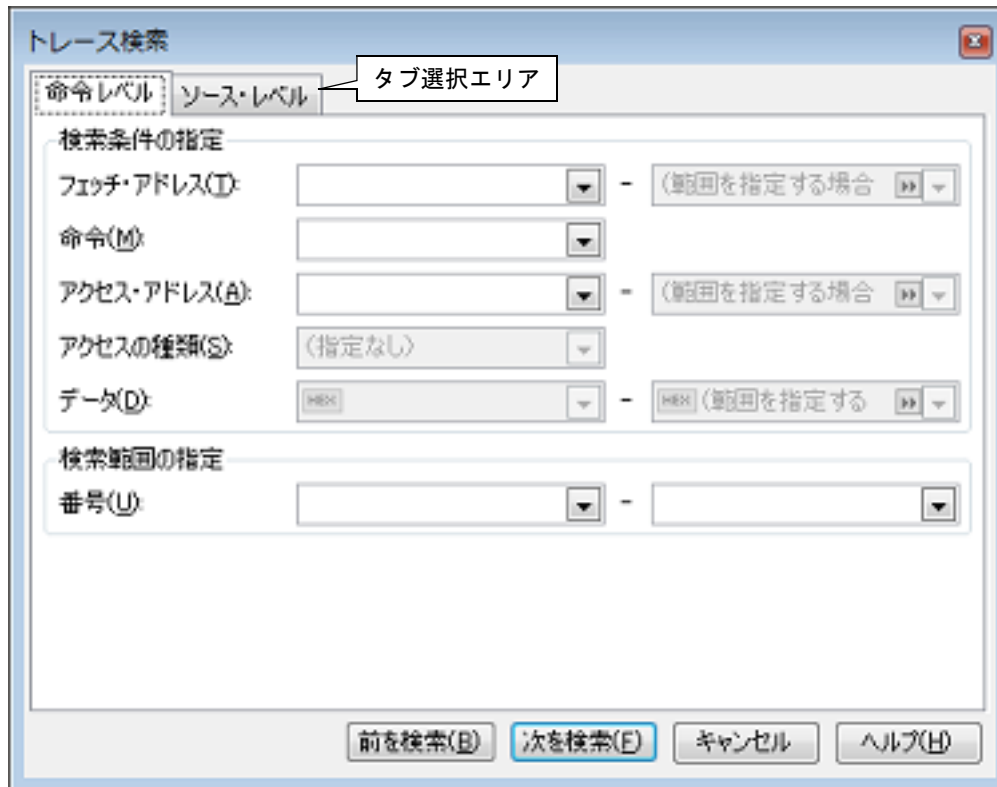 トレース検索
タブ選択エリア
命令レベル ソース・レベル
検索条件の指定
フェッチ・アドレス(T): - (範囲を指定する場合
命令(M):
アクセス・アドレス(A): - (範囲を指定する場合
アクセスの種類(S): (指定なし)
データ(D): HEX - HEX (範囲を指定する
検索範囲の指定
番号(U): -
前を検索(B) 次を検索(F) キャンセル ヘルプ(H)